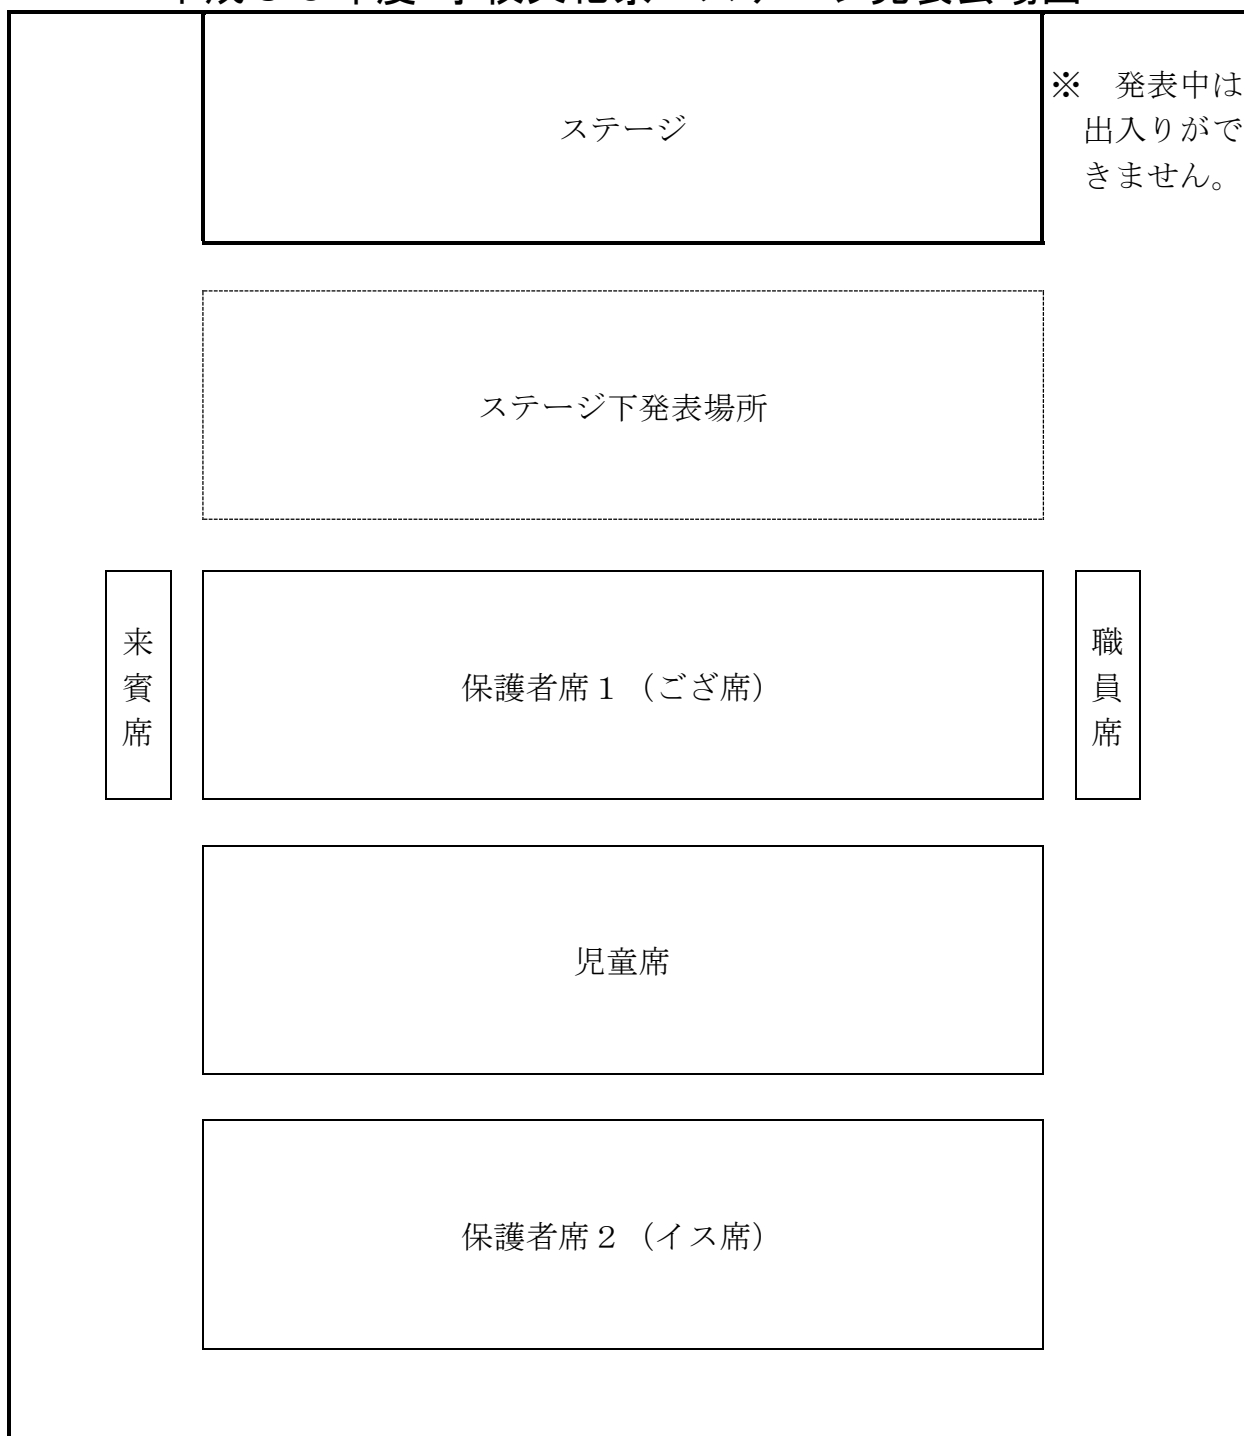 ステージ
※　発表中は
出入りがで
きません。
ステージ下発表場所
来賓席
保護者席１（ござ席）
職員席
児童席
保護者席２（イス席）